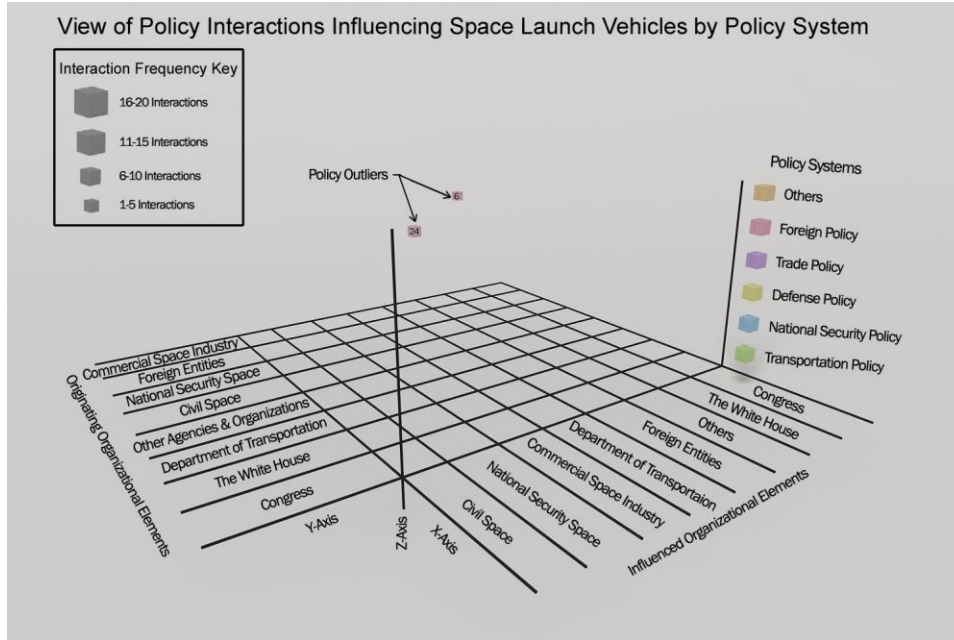 View of Policy Interactions Influencing Space Launch Vehicles by Policy System
Interaction Frequency Key
16-20 Interactions
11-15 Interactions
6-10 Interactions
1-5 Interactions
Policy Outliers
6
24
Policy Systems
Others
Foreign Policy
Trade Policy
Defense Policy
National Security Policy
Transportation Policy
Commercial Space Industry
Foreign Entities
National Security Space
Civil Space
Other Agencies & Organizations
Department of Transportation
The White House
Congress
Originating Organizational Elements
Y-Axis
Z-Axis
X-Axis
Civil Space
National Security Space
Commercial Space Industry
Department of Transportaion
Foreign Entities
Others
The White House
Congress
Influenced Organizational Elements